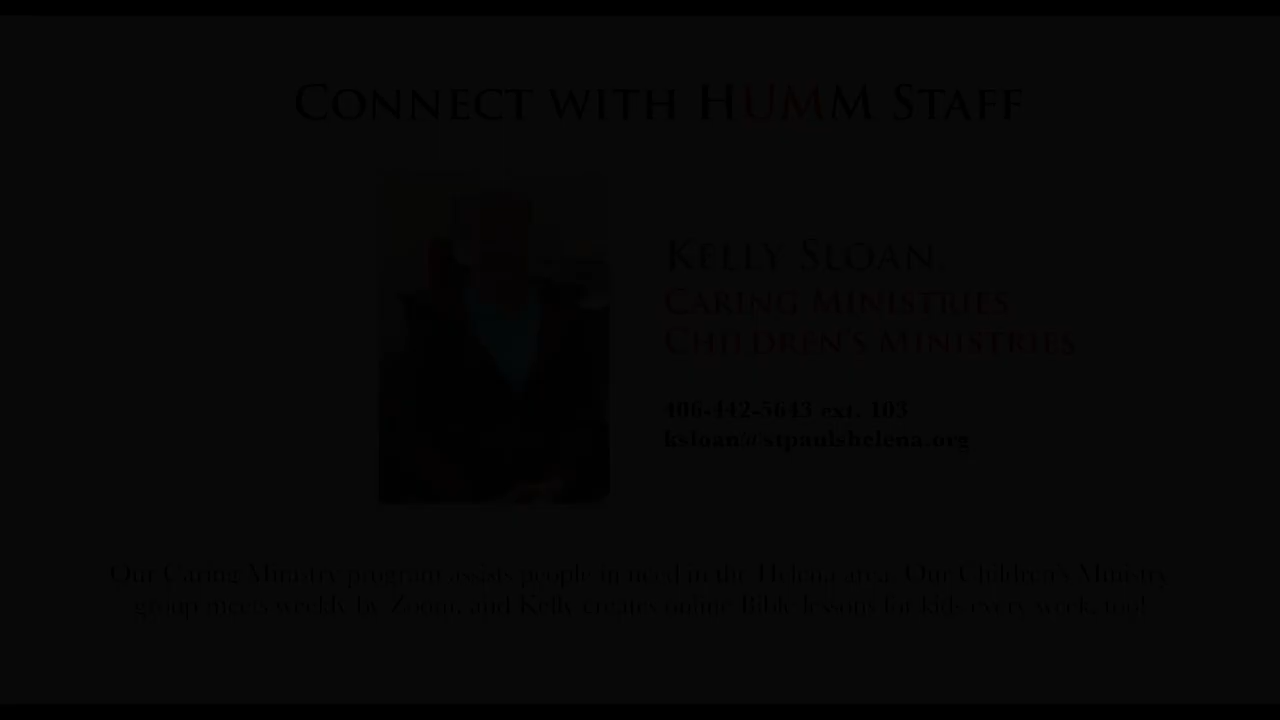 Connect with HUMM Staff
Kelly Sloan
Caring Ministries
Children's Ministries
406-442-5643 ext. 103
ksloan@stpaulshelena.org
Our Caring Ministry program assists people in need in the Helena area. Our Children's Ministry
group meets weekly by Zoom, and Kelly creates online Bible lessons for kids every week, too!